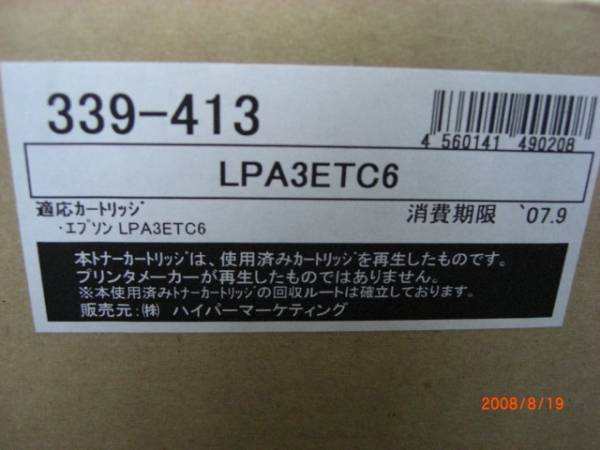 339-413
4 560141 490208
LPA3ETC6
適応カートリッジ
・エプソン LPA3ETC6
消費期限 `07.9
本トナーカートリッジは、使用済みカートリッジを再生したものです。
プリンタメーカーが再生したものではありません。
※本使用済みトナーカートリッジの回収ルートは確立しております。
販売元:㈱ ハイパーマーケティング
2008/8/19